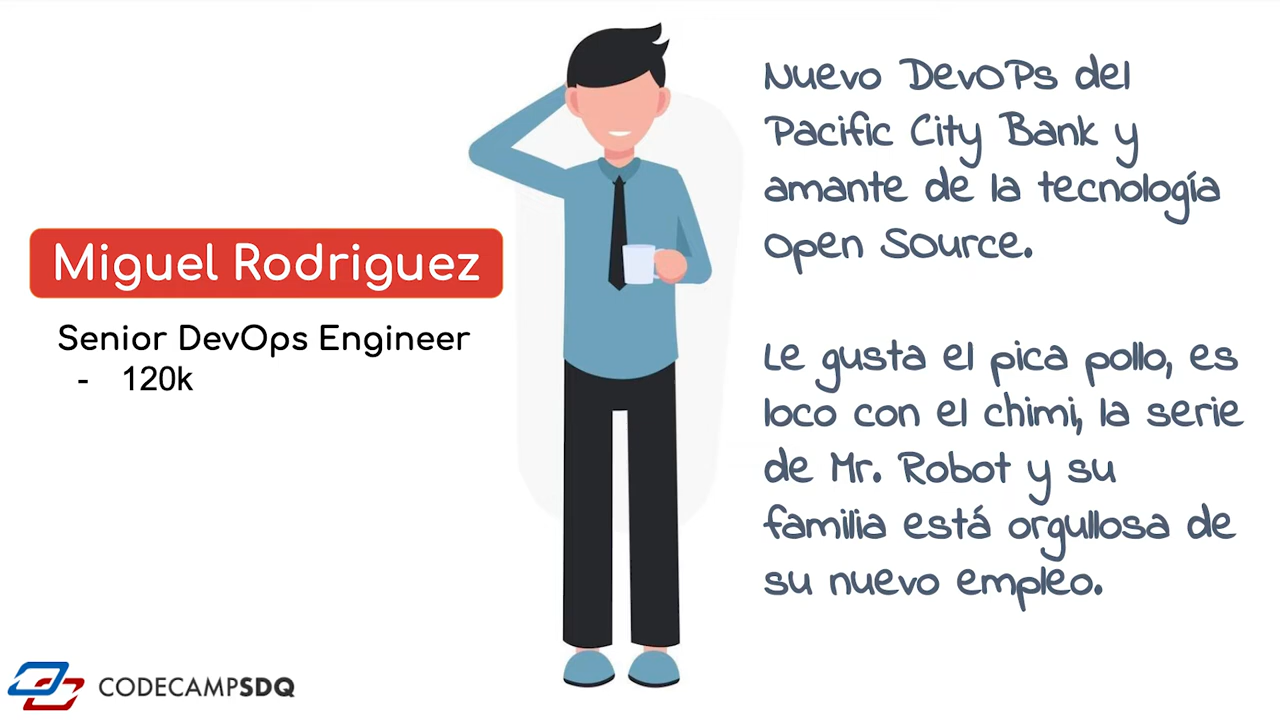 Miguel Rodriguez
Senior DevOps Engineer
- 120k
Nuevo DevOPs del
Pacific City Bank y
amante de la tecnología
Open Source.
Le gusta el pica pollo, es
loco con el chimi, la serie
de Mr. Robot y su
familia está orgullosa de
su nuevo empleo.
CODECAMPSDQ